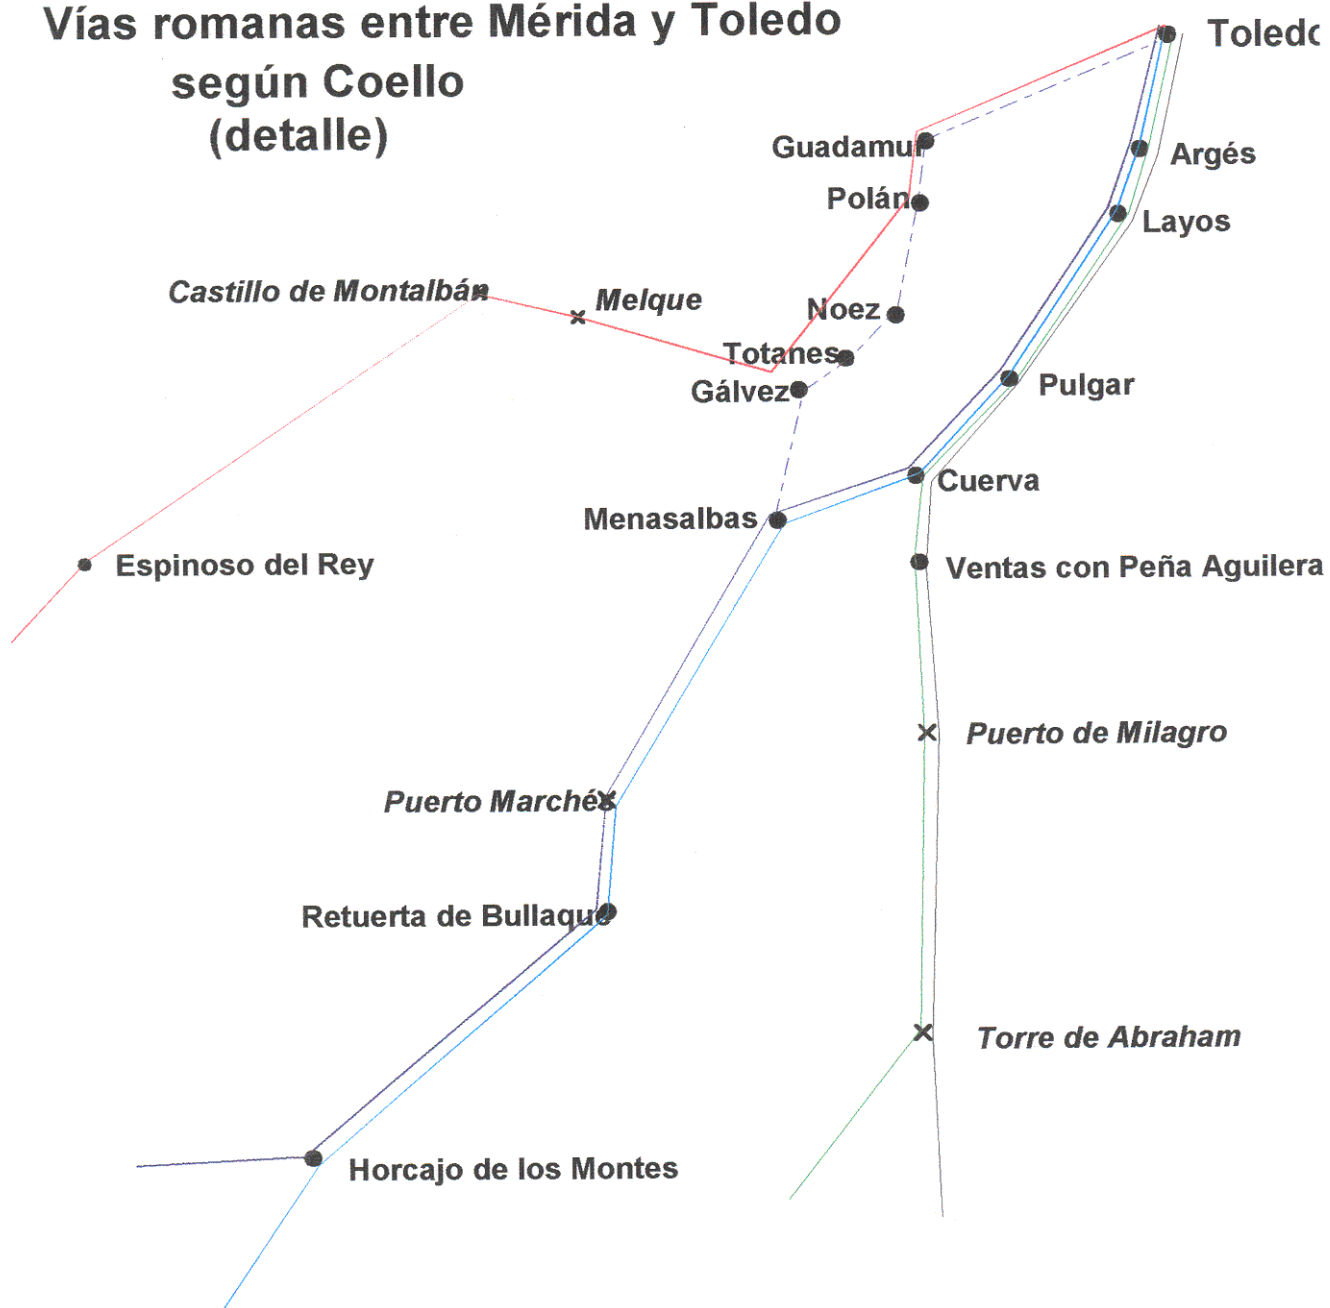 Vías romanas entre Mérida y Toledo
según Coello
(detalle)
Toledo
Guadamur
Argés
Polán
Layos
Castillo de Montalbán
Melque
Noez
Totanes
Gálvez
Pulgar
Cuerva
Menasalbas
Espinoso del Rey
Ventas con Peña Aguilera
Puerto de Milagro
Puerto Marchés
Retuerta de Bullaque
Torre de Abraham
Horcajo de los Montes